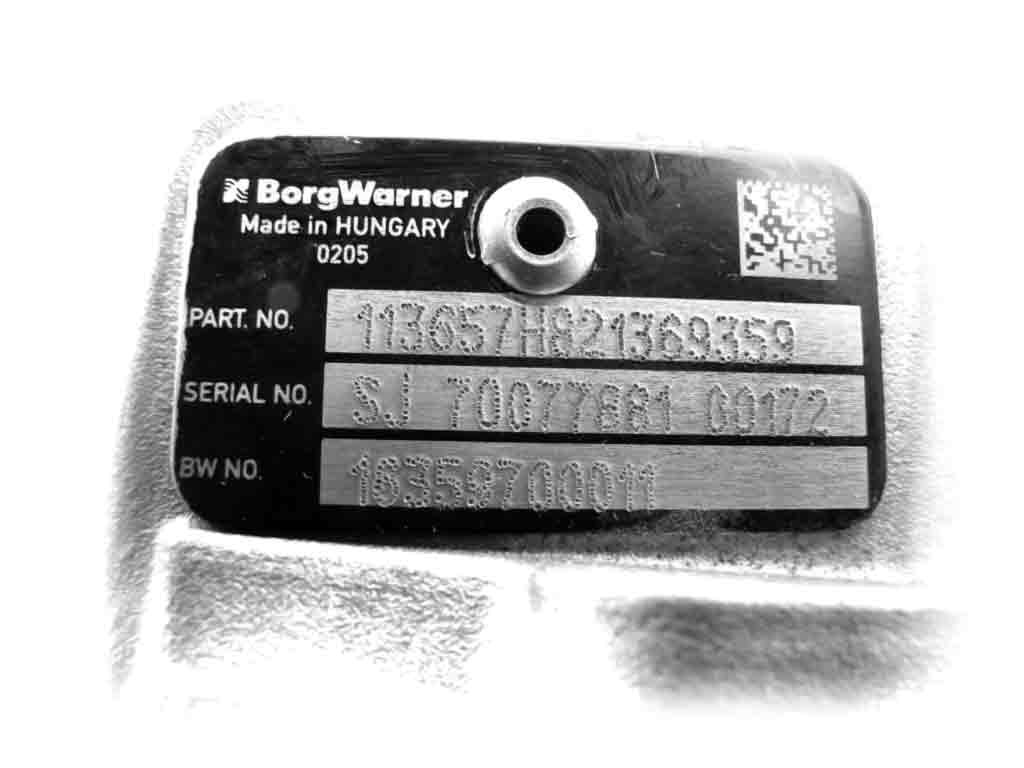 BorgWarner
Made in HUNGARY
0205
PART. NO. 113657H821369359
SERIAL NO. SJ 70077881 00172
BW NO. 16358700011